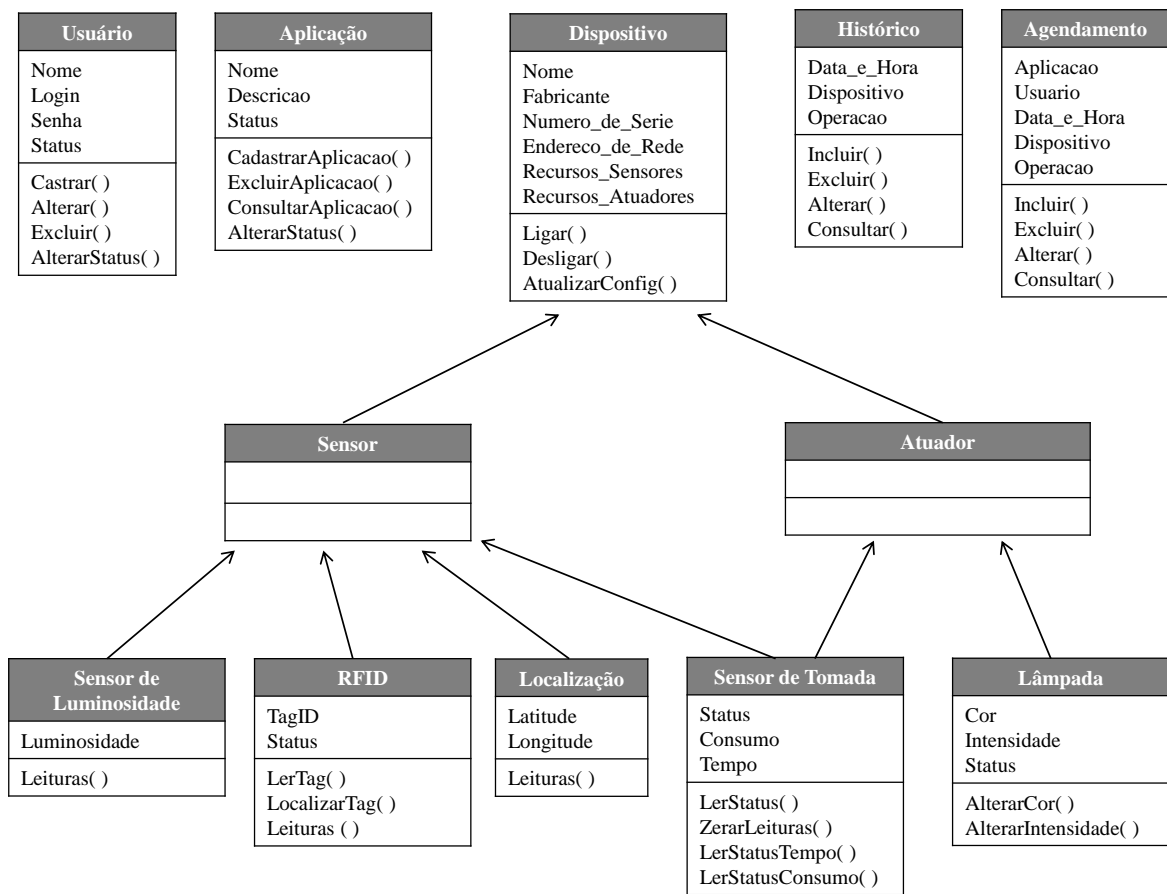 Usuário
Nome
Login
Senha
Status
Castrar( )
Alterar( )
Excluir( )
AlterarStatus( )
Aplicação
Nome
Descricao
Status
CadastrarAplicacao( )
ExcluirAplicacao( )
ConsultarAplicacao( )
AlterarStatus( )
Dispositivo
Nome
Fabricante
Numero_de_Serie
Endereco_de_Rede
Recursos_Sensores
Recursos_Atuadores
Ligar( )
Desligar( )
AtualizarConfig( )
Histórico
Data_e_Hora
Dispositivo
Operacao
Incluir( )
Excluir( )
Alterar( )
Consultar( )
Agendamento
Aplicacao
Usuario
Data_e_Hora
Dispositivo
Operacao
Incluir( )
Excluir( )
Alterar( )
Consultar( )
Sensor
Atuador
Sensor de
Luminosidade
Luminosidade
Leituras( )
RFID
TagID
Status
LerTag( )
LocalizarTag( )
Leituras ( )
Localização
Latitude
Longitude
Leituras( )
Sensor de Tomada
Status
Consumo
Tempo
LerStatus( )
ZerarLeituras( )
LerStatusTempo( )
LerStatusConsumo( )
Lâmpada
Cor
Intensidade
Status
AlterarCor( )
AlterarIntensidade( )